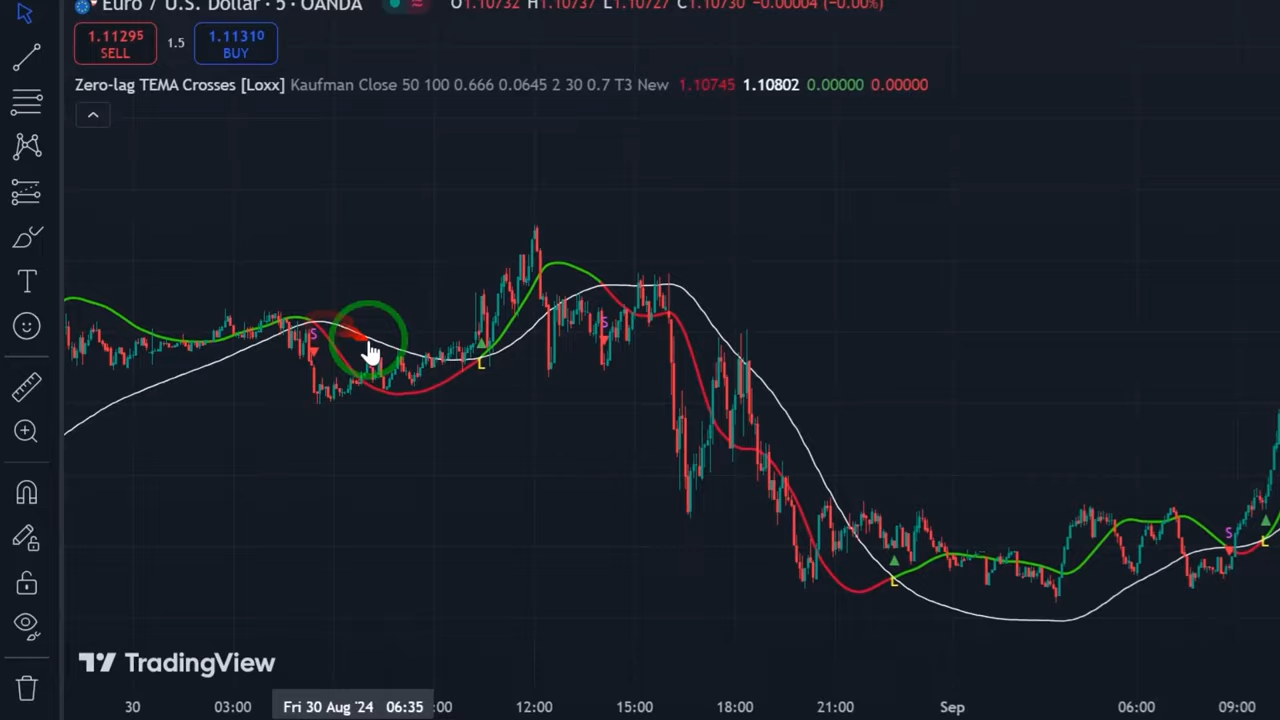 Euro / U.S. Dollar · 5 · OANDA O1.10732 H1.10737 L1.10727 C1.10730 −0.00004 (−0.00%)
1.11295 1.5 1.11310
SELL BUY
Zero-lag TEMA Crosses [Loxx] Kaufman Close 50 100 0.666 0.0645 2 30 0.7 T3 New 1.10745 1.10802 0.00000 0.00000
S
S
L
L
S
L
TradingView
30 03:00 Fri 30 Aug '24 06:35 :00 12:00 15:00 18:00 21:00 Sep 06:00 09:00